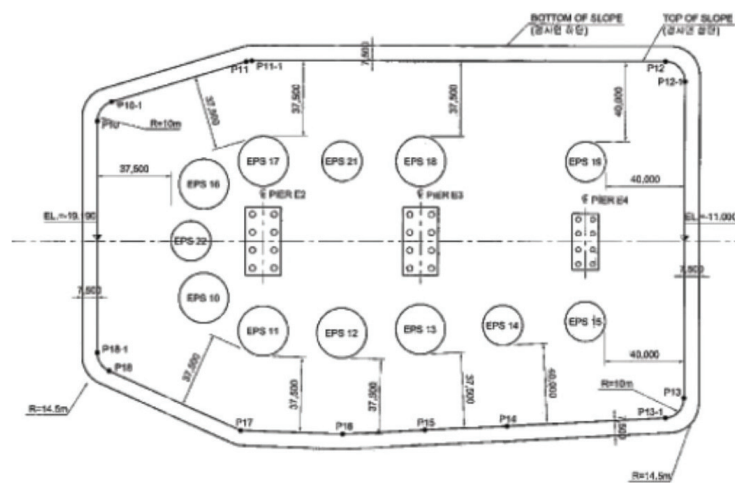 BOTTOM OF SLOPE
(경사면 하단)
TOP OF SLOPE
(경사면 상단)
7,500
P11 P11-1
P12
P12-1
P10-1
P10
R=10m
37,500
37,500
37,500
40,000
EPS 17
EPS 21
EPS 18
EPS 19
37,500
EPS 16
40,000
PIER E2
PIER E3
PIER E4
EL.=-19.190
EL.=-11.000
EPS 22
7,500
7,500
EPS 10
EPS 11
EPS 12
EPS 13
EPS 14
EPS 15
P18-1
P18
37,500
37,500
37,500
37,500
40,000
40,000
R=14.5m
R=10m
P13
P13-1
P17
P16
P15
P14
7,500
R=14.5m